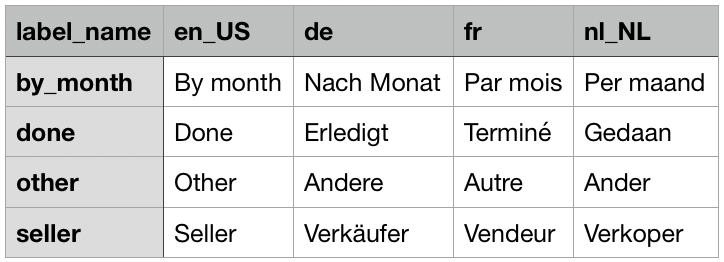 label_name en_US de fr nl_NL
by_month By month Nach Monat Par mois Per maand
done Done Erledigt Terminé Gedaan
other Other Andere Autre Ander
seller Seller Verkäufer Vendeur Verkoper